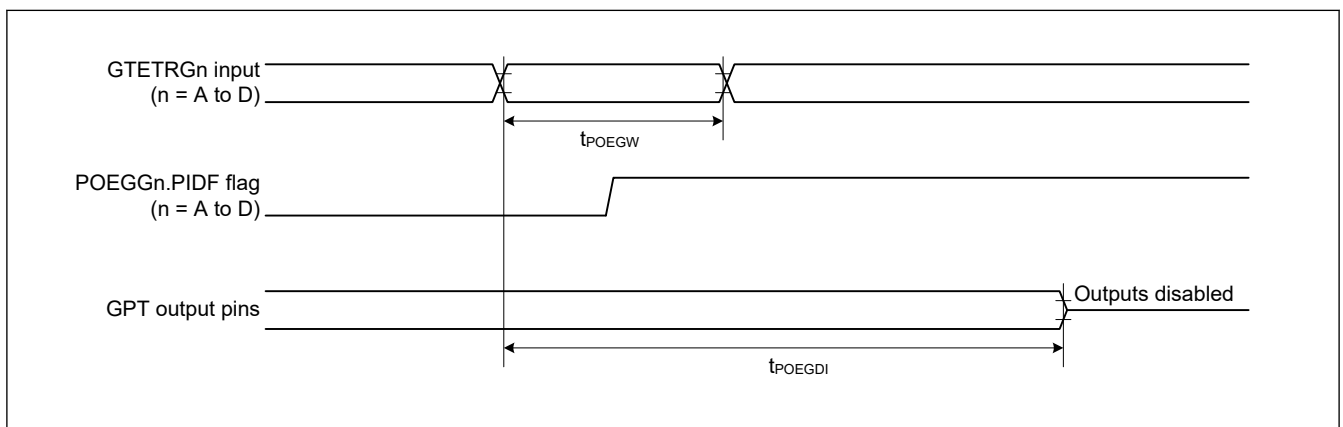 GTETRGn input
(n = A to D)
tPOEGW
POEGGn.PIDF flag
(n = A to D)
GPT output pins
Outputs disabled
tPOEGDI